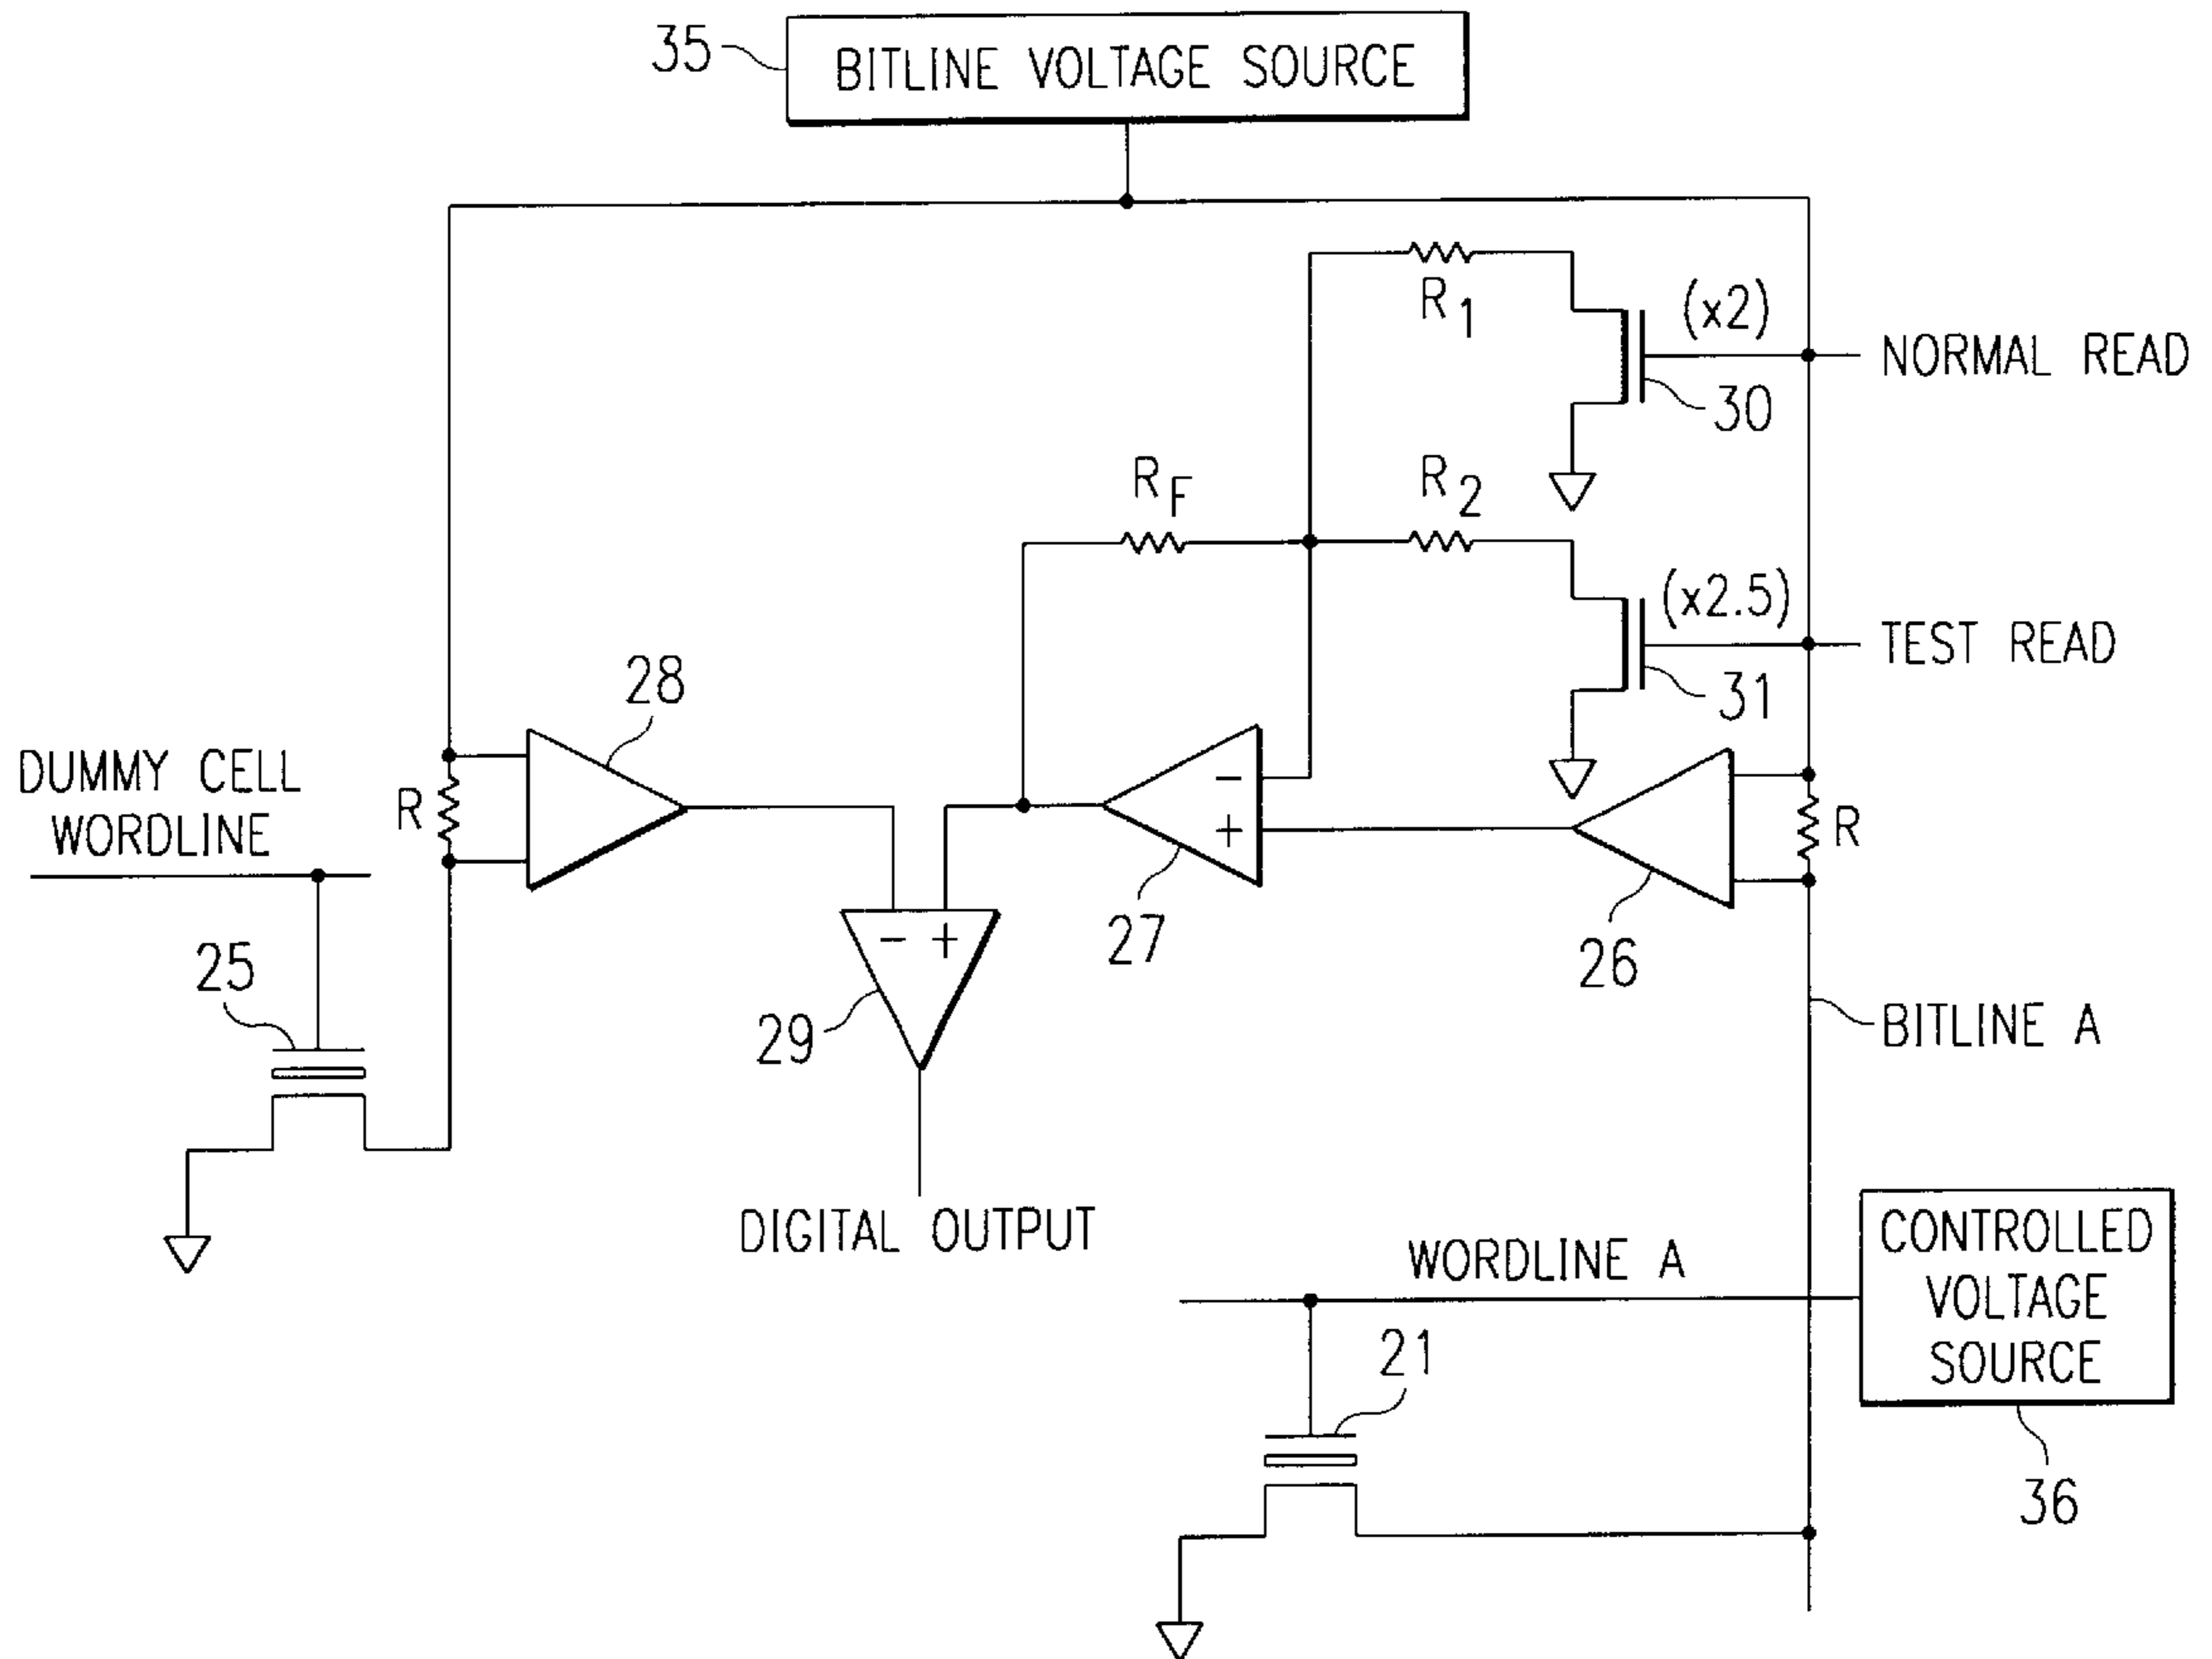 35
BITLINE VOLTAGE SOURCE
R1
(x2)
NORMAL READ
30
RF
R2
(x2.5)
TEST READ
31
28
DUMMY CELL
WORDLINE
R
- +
-
+
27
26
R
25
29
BITLINE A
DIGITAL OUTPUT
WORDLINE A
CONTROLLED
VOLTAGE
SOURCE
21
36